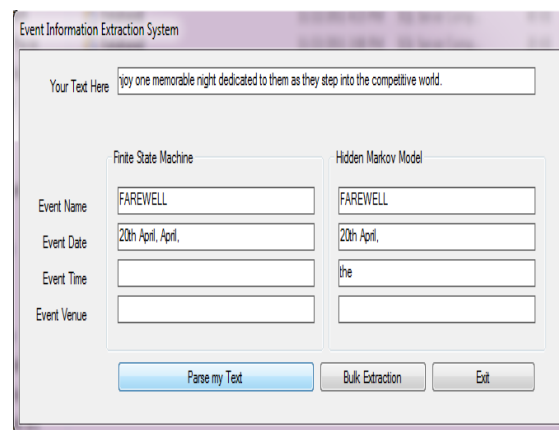 Event Information Extraction System
Your Text Here njoy one memorable night dedicated to them as they step into the competitive world.
Finite State Machine Hidden Markov Model
Event Name FAREWELL FAREWELL
Event Date 20th April, April, 20th April,
Event Time the
Event Venue
Parse my Text Bulk Extraction Exit